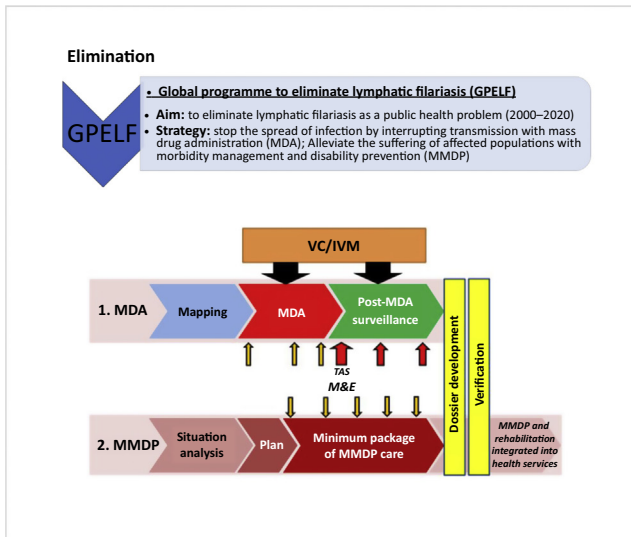 Elimination
GPELF
• Global programme to eliminate lymphatic filariasis (GPELF)
• Aim: to eliminate lymphatic filariasis as a public health problem (2000–2020)
• Strategy: stop the spread of infection by interrupting transmission with mass
drug administration (MDA); Alleviate the suffering of affected populations with
morbidity management and disability prevention (MMDP)
VC/IVM
1. MDA
Mapping
MDA
Post-MDA
surveillance
TAS
M&E
2. MMDP
Situation
analysis
Plan
Minimum package
of MMDP care
Dossier development
Verification
MMDP and
rehabilitation
integrated into
health services